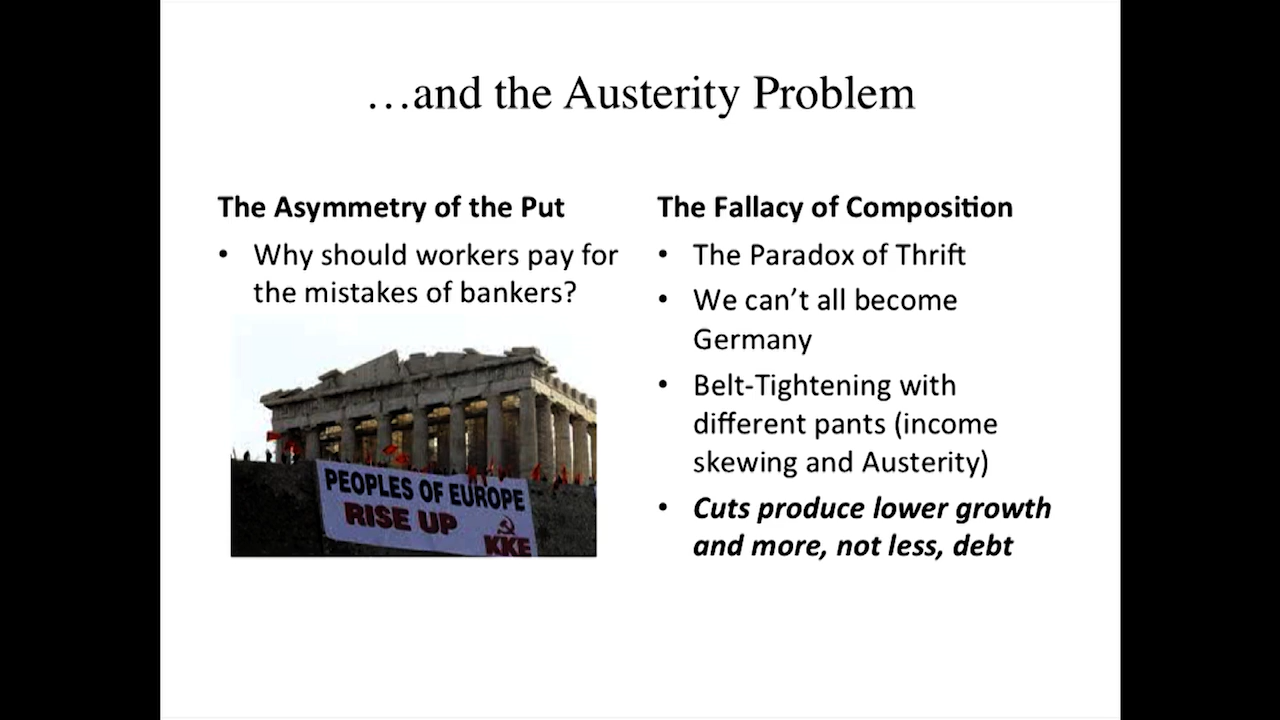 …and the Austerity Problem
The Asymmetry of the Put
• Why should workers pay for
the mistakes of bankers?
PEOPLES OF EUROPE
RISE UP
KKE
The Fallacy of Composition
• The Paradox of Thrift
• We can’t all become
Germany
• Belt-Tightening with
different pants (income
skewing and Austerity)
• Cuts produce lower growth
and more, not less, debt